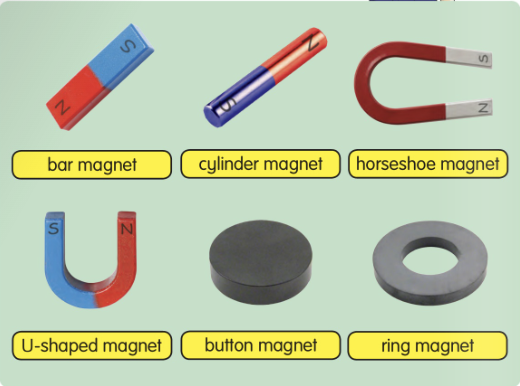 S
N
N
S
S
N
bar magnet
cylinder magnet
horseshoe magnet
S
N
U-shaped magnet
button magnet
ring magnet